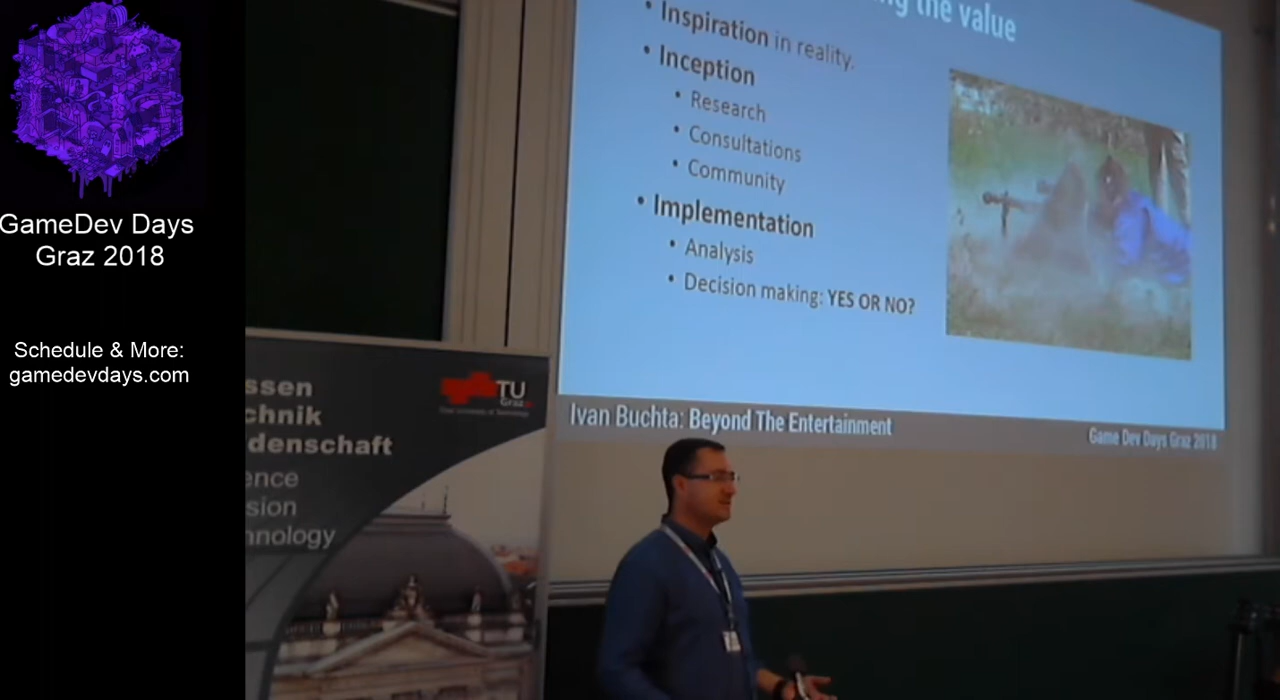 GameDev Days
Graz 2018
Schedule & More:
gamedevdays.com
the value
• Inspiration in reality.
• Inception
• Research
• Consultations
• Community
• Implementation
• Analysis
• Decision making: YES OR NO?
Ivan Buchta: Beyond The Entertainment
Game Dev Days Graz 2018
ssen
chnik
denschaft
ence
sion
hnology
TU
Graz